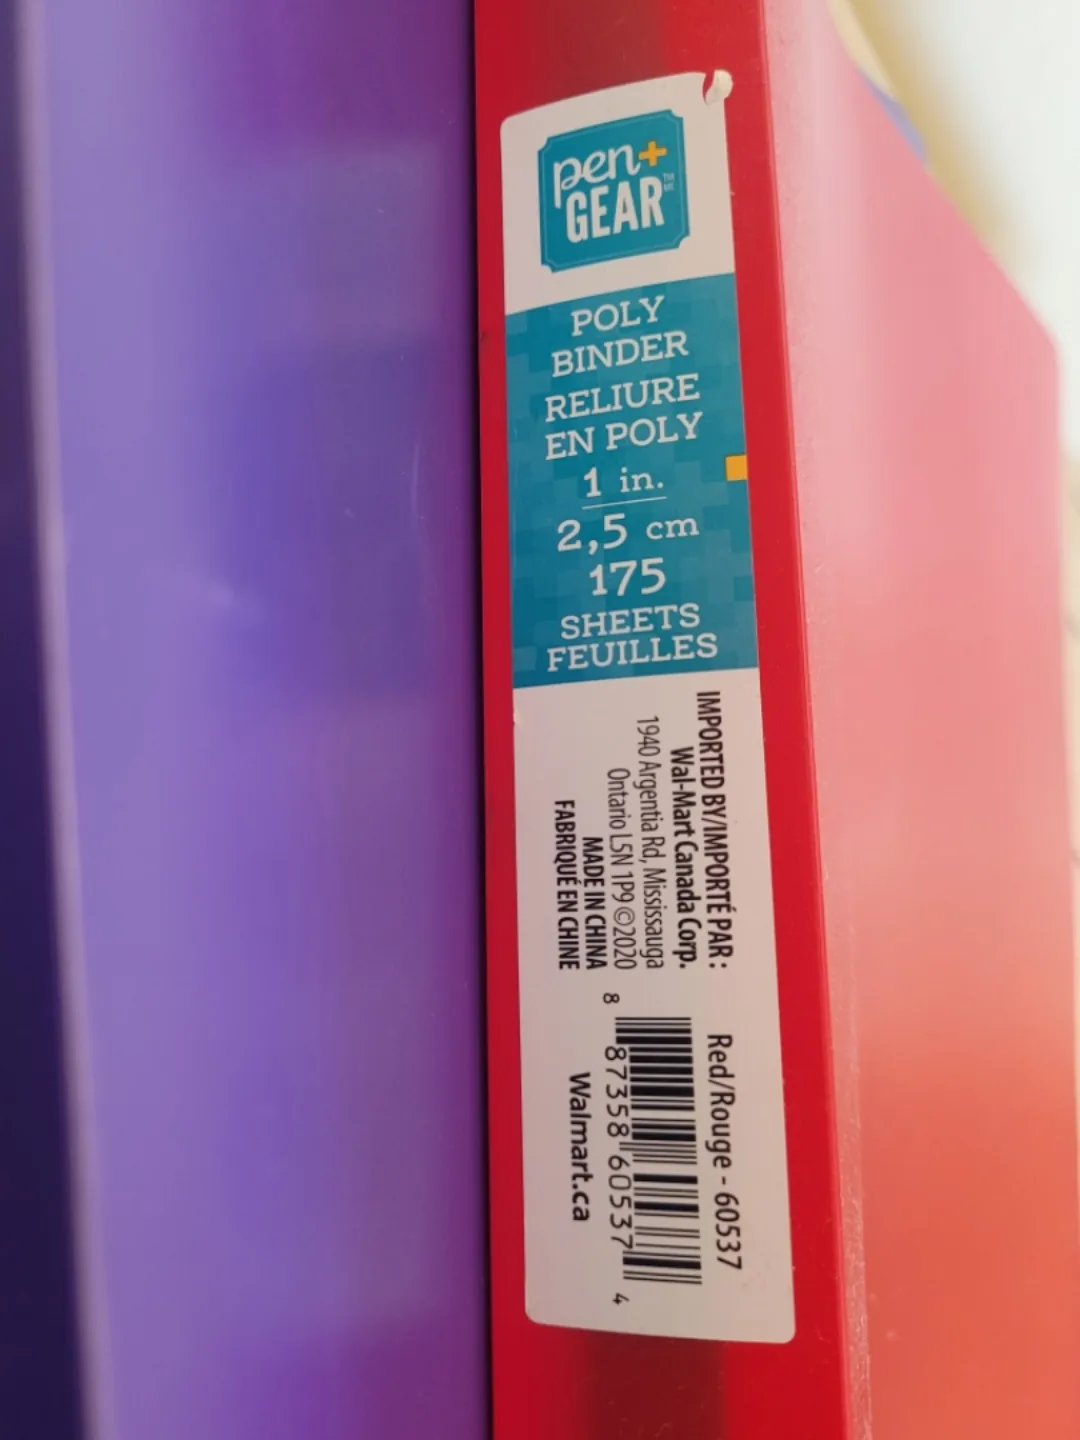 pen+
GEAR TM MC
POLY
BINDER
RELIURE
EN POLY
1 in.
2,5 cm
175
SHEETS
FEUILLES
IMPORTED BY/IMPORTÉ PAR :
Wal-Mart Canada Corp.
1940 Argentia Rd, Mississauga
Ontario L5N 1P9 ©2020
MADE IN CHINA
FABRIQUÉ EN CHINE
Red/Rouge - 60537
8 87358 60537 4
Walmart.ca